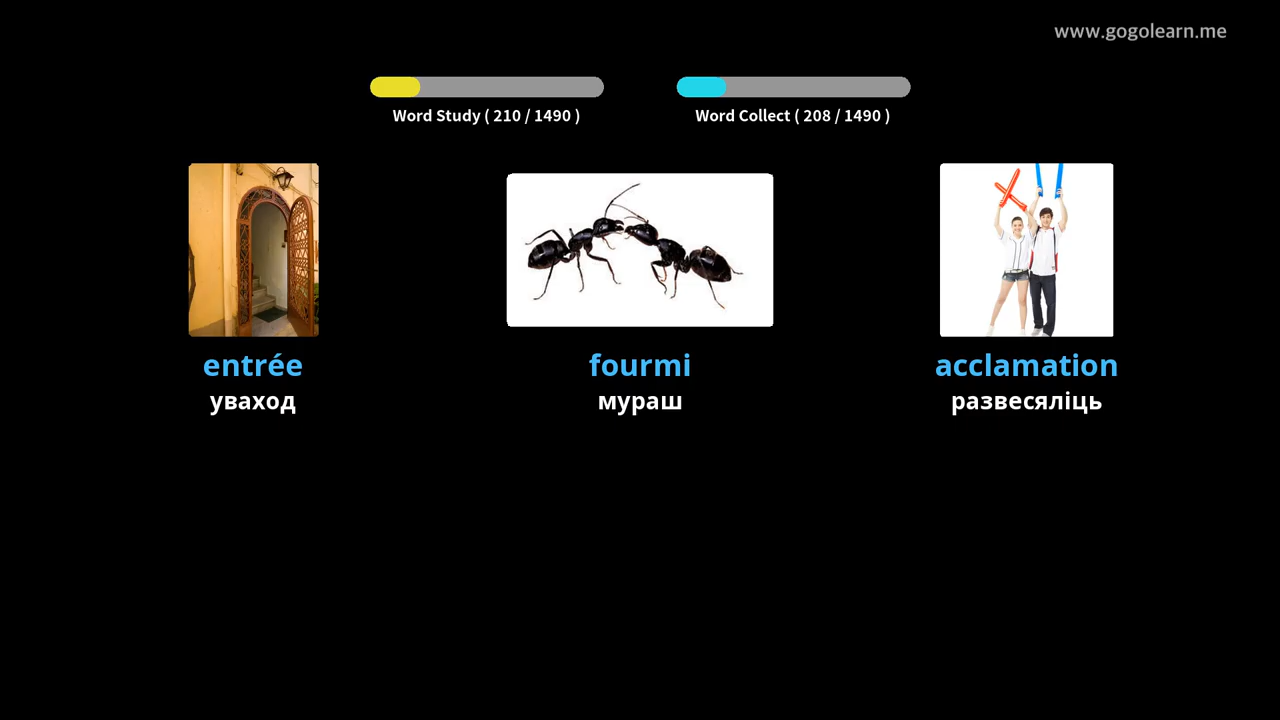 www.gogolearn.me
Word Study ( 210 / 1490 )
Word Collect ( 208 / 1490 )
entrée
уваход
fourmi
мураш
acclamation
развесяліць